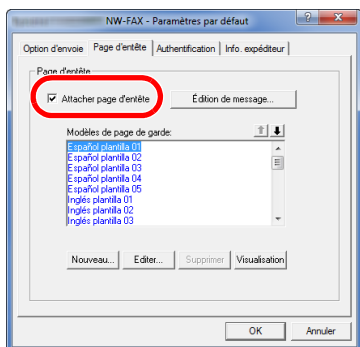 NW-FAX - Paramètres par défaut
Option d'envoie Page d'entête Authentification Info. expéditeur
Page d'entête
Attacher page d'entête Édition de message...
Modèles de page de garde:
Español plantilla 01
Español plantilla 02
Español plantilla 03
Español plantilla 04
Español plantilla 05
Inglés plantilla 01
Inglés plantilla 02
Inglés plantilla 03
Nouveau... Editer... Supprimer Visualisation
OK Annuler